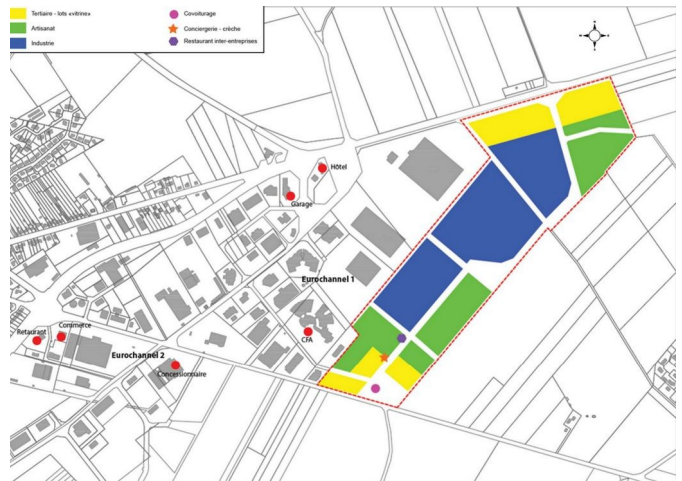 Tertiaire - lots «vitrine»
Artisanat
Industrie
Covoiturage
Conciergerie - crèche
Restaurant inter-entreprises
Hôtel
Garage
Eurochannel 1
CFA
Retaurant
Commerce
Eurochannel 2
Concessionnaire